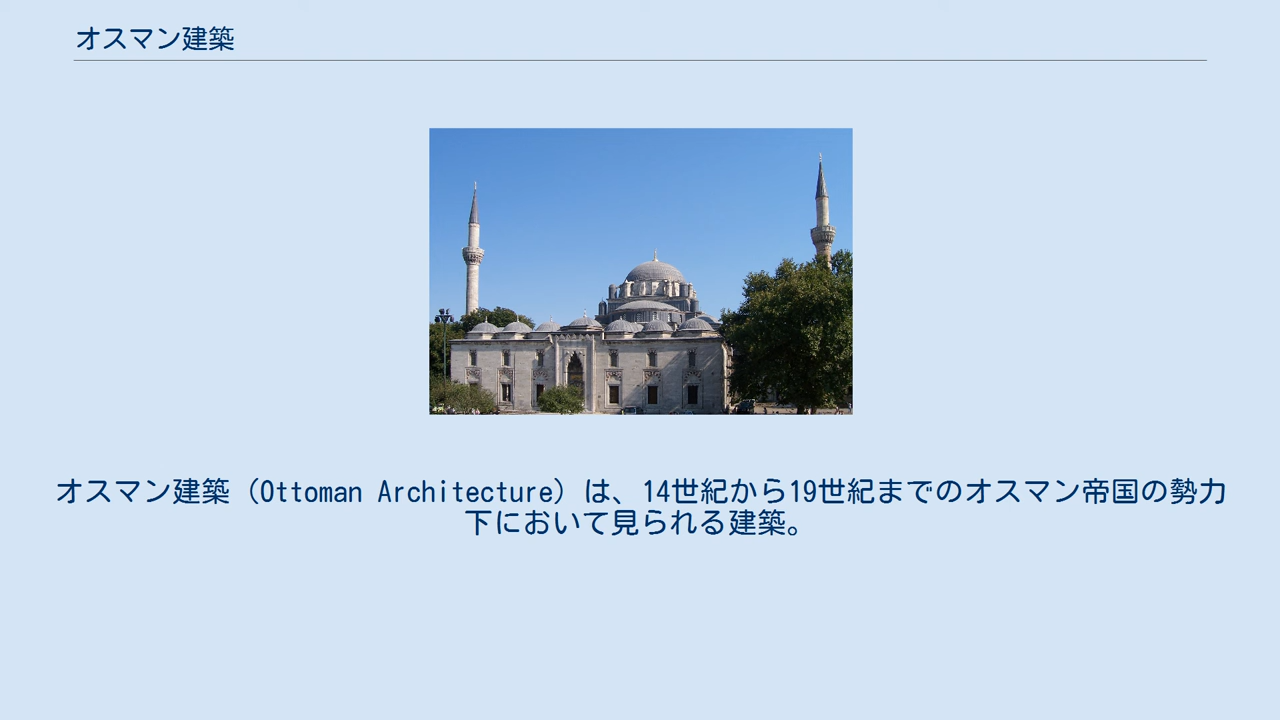 オスマン建築
オスマン建築（Ottoman Architecture）は、14世紀から19世紀までのオスマン帝国の勢力
下において見られる建築。